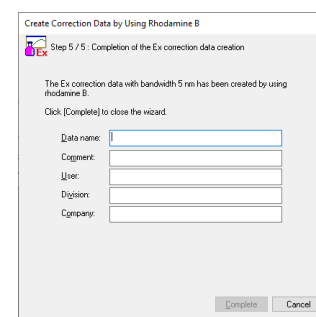 Create Correction Data by Using Rhodamine B
Ex
Step 5 / 5 : Completion of the Ex correction data creation
The Ex correction data with bandwidth 5 nm has been created by using
rhodamine B.
Click [Complete] to close the wizard.
Data name:
Comment:
User:
Division:
Company:
Complete Cancel